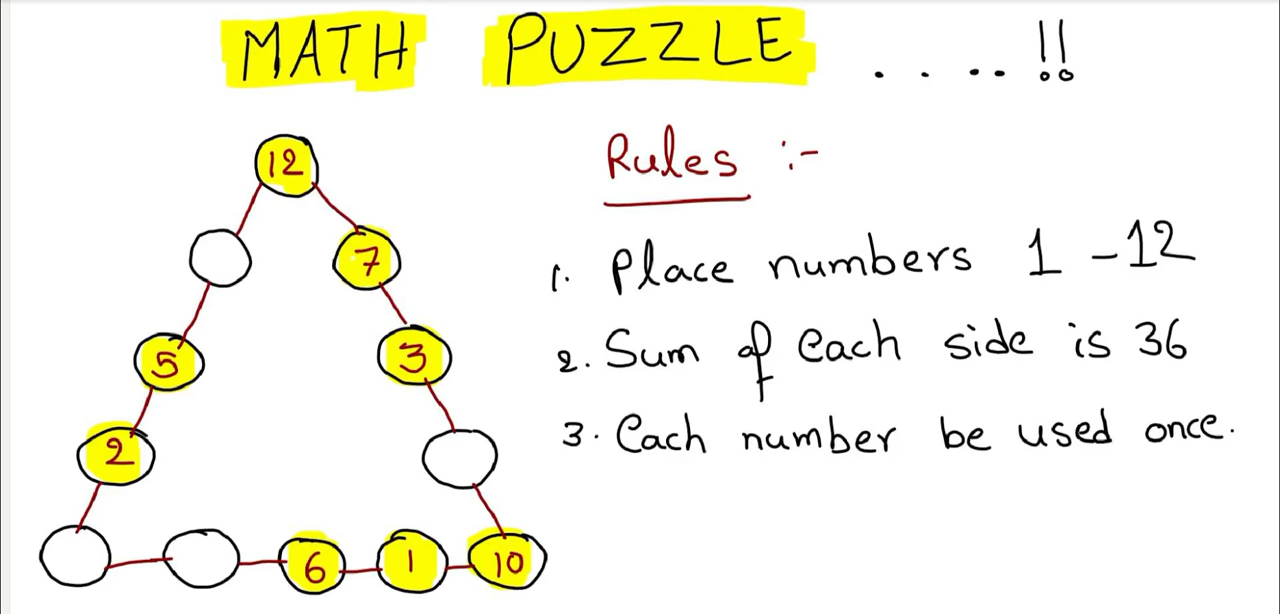 MATH PUZZLE ....!!
12
Rules :-
7
1. Place numbers 1 - 12
5
3
2. Sum of each side is 36
2
3. Each number be used once.
6 1 10